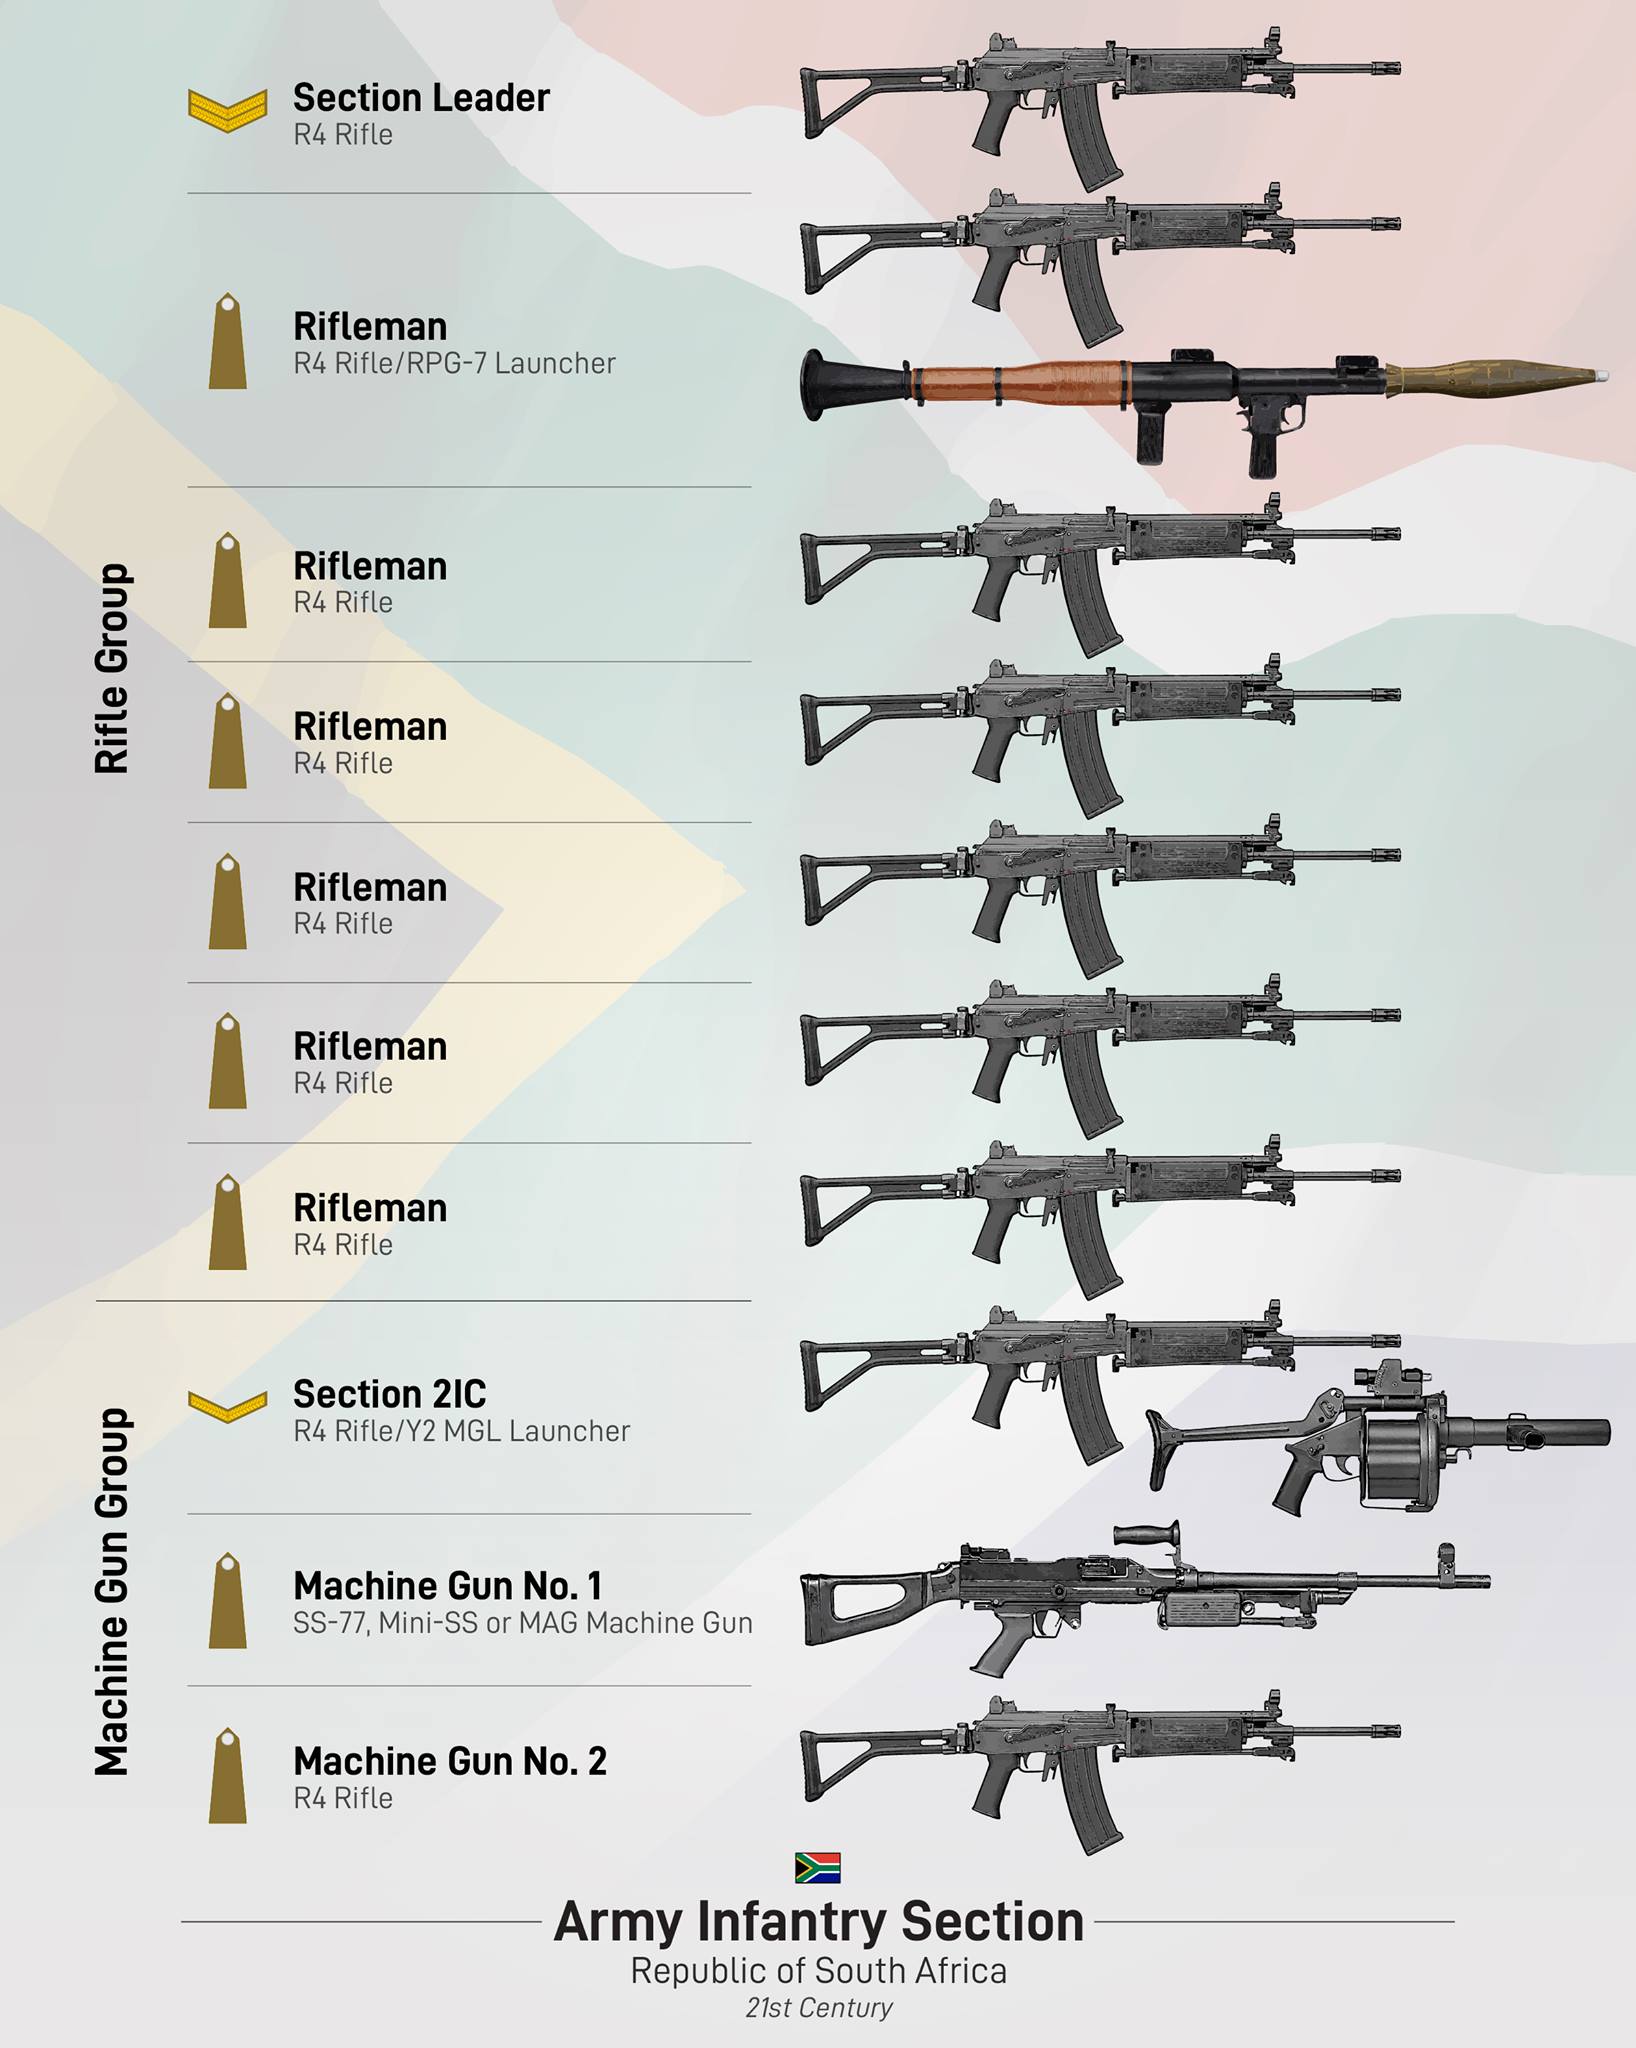 Rifle Group
Section Leader
R4 Rifle
Rifleman
R4 Rifle/RPG-7 Launcher
Rifleman
R4 Rifle
Rifleman
R4 Rifle
Rifleman
R4 Rifle
Rifleman
R4 Rifle
Rifleman
R4 Rifle
Machine Gun Group
Section 2IC
R4 Rifle/Y2 MGL Launcher
Machine Gun No. 1
SS-77, Mini-SS or MAG Machine Gun
Machine Gun No. 2
R4 Rifle
Army Infantry Section
Republic of South Africa
21st Century